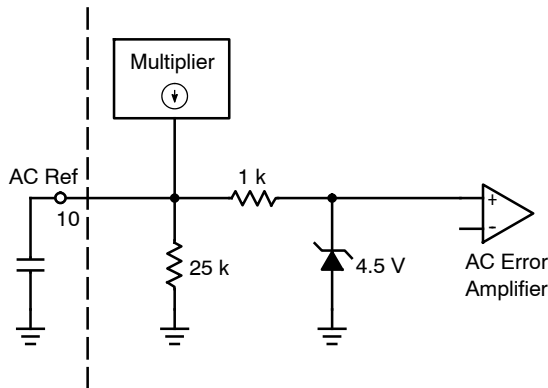 Multiplier
AC Ref
10
1 k
25 k
4.5 V
+
-
AC Error
Amplifier